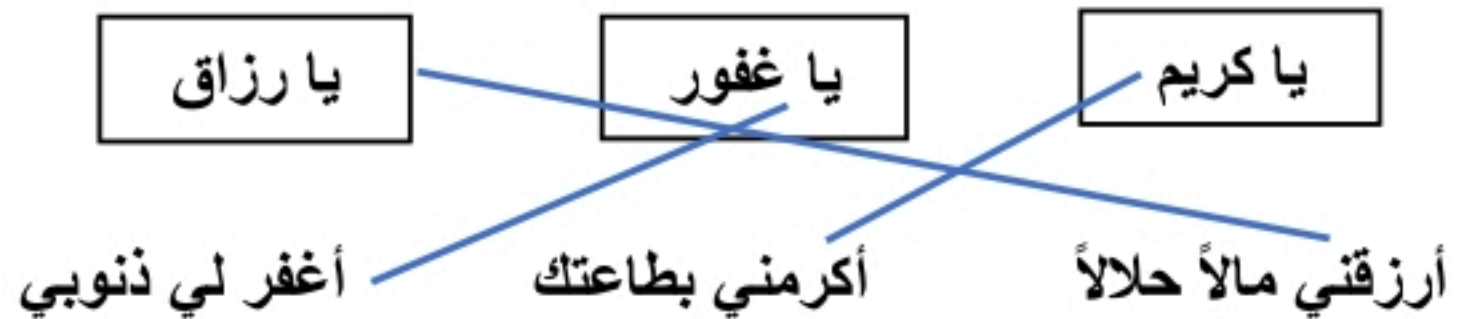 يا كريم
يا غفور
يا رزاق
أرزقني مالاً حلالاً
أكرمني بطاعتك
أغفر لي ذنوبي